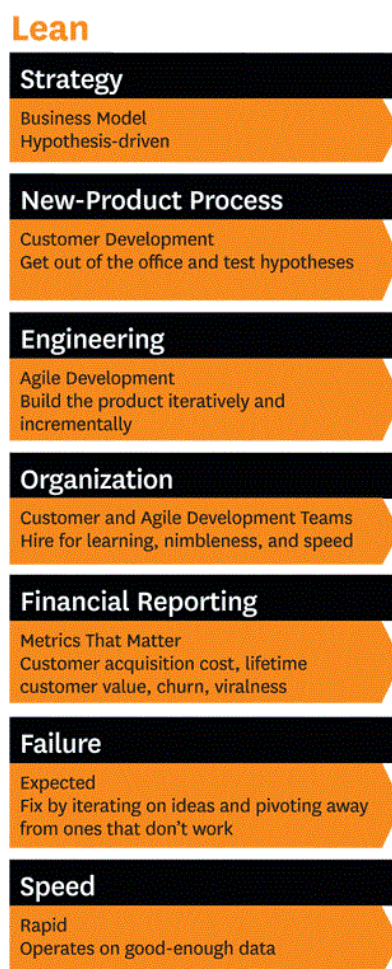 Lean
Strategy
Business Model
Hypothesis-driven
New-Product Process
Customer Development
Get out of the office and test hypotheses
Engineering
Agile Development
Build the product iteratively and
incrementally
Organization
Customer and Agile Development Teams
Hire for learning, nimbleness, and speed
Financial Reporting
Metrics That Matter
Customer acquisition cost, lifetime
customer value, churn, viralness
Failure
Expected
Fix by iterating on ideas and pivoting away
from ones that don’t work
Speed
Rapid
Operates on good-enough data